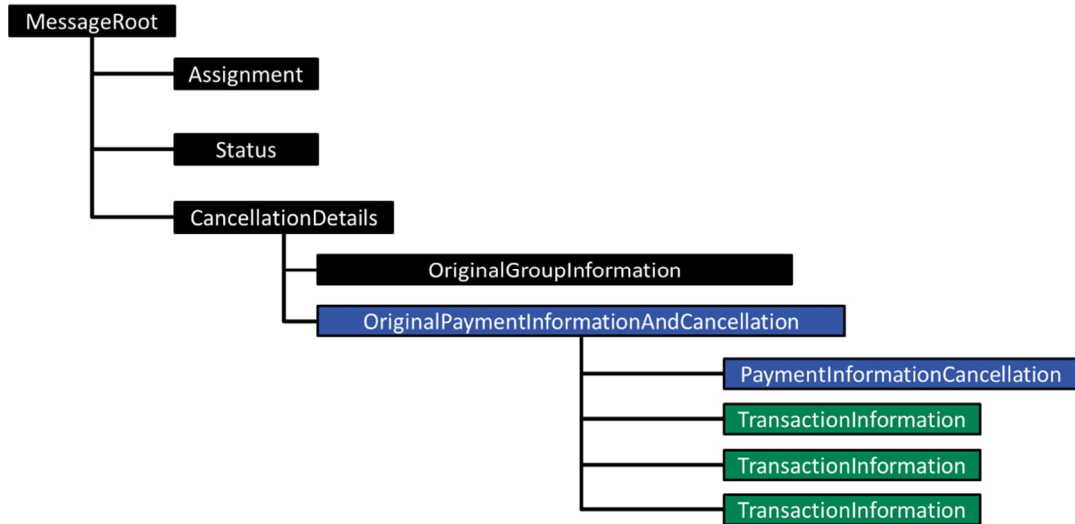 MessageRoot
Assignment
Status
CancellationDetails
OriginalGroupInformation
OriginalPaymentInformationAndCancellation
PaymentInformationCancellation
TransactionInformation
TransactionInformation
TransactionInformation